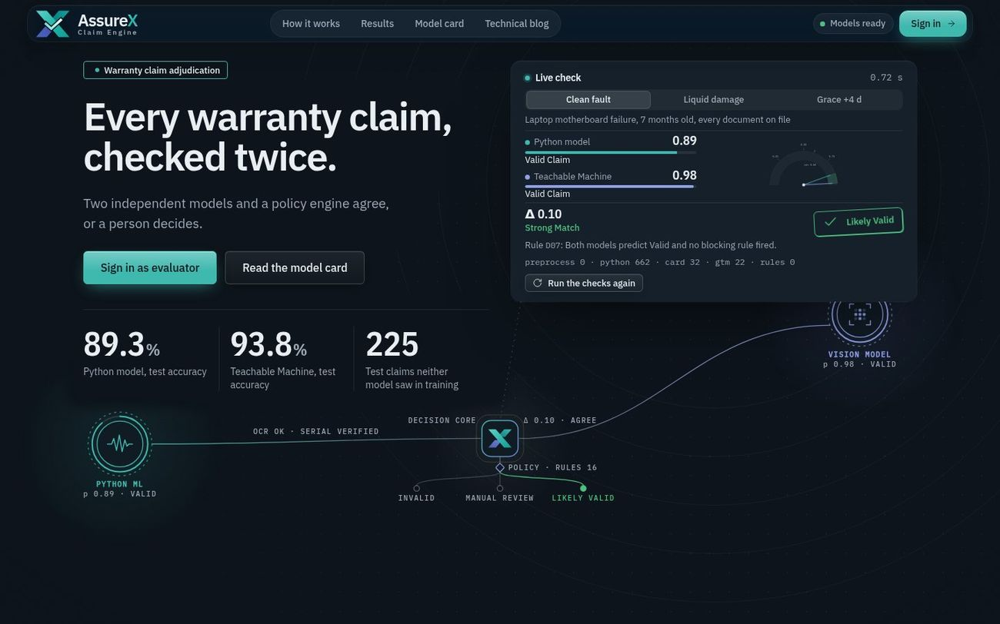 AssureX
Claim Engine
How it works
Results
Model card
Technical blog
Models ready
Sign in →
Warranty claim adjudication
Every warranty claim,
checked twice.
Two independent models and a policy engine agree,
or a person decides.
Sign in as evaluator
Read the model card
89.3%
Python model, test accuracy
93.8%
Teachable Machine, test
accuracy
225
Test claims neither
model saw in training
Live check
0.72 s
Clean fault
Liquid damage
Grace +4 d
Laptop motherboard failure, 7 months old, every document on file
Python model
0.89
Valid Claim
Teachable Machine
0.98
Valid Claim
Δ 0.10
Strong Match
Likely Valid
Rule D07: Both models predict Valid and no blocking rule fired.
preprocess 0 · python 662 · card 32 · gtm 22 · rules 0
Run the checks again
VISION MODEL
p 0.98 · VALID
OCR OK · SERIAL VERIFIED
DECISION CORE
Δ 0.10 · AGREE
PYTHON ML
p 0.89 · VALID
POLICY · RULES 16
INVALID
MANUAL REVIEW
LIKELY VALID